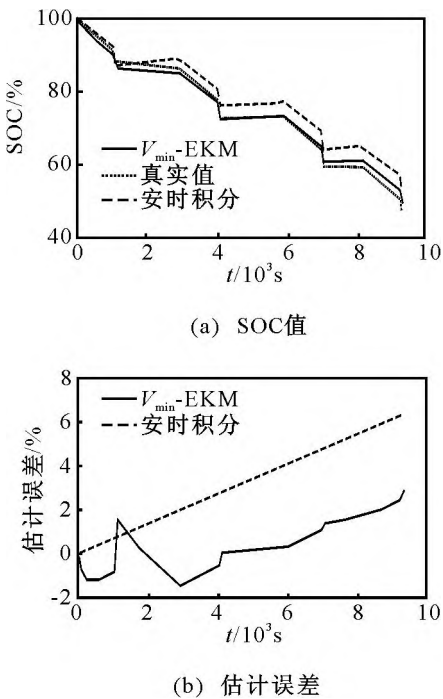 100
80
60
40
SOC/%
V_min-EKM
真实值
安时积分
0 2 4 6 8 10
t/10³s
(a) SOC值
8
6
4
2
0
-2
估计误差/%
V_min-EKM
安时积分
0 2 4 6 8 10
t/10³s
(b) 估计误差